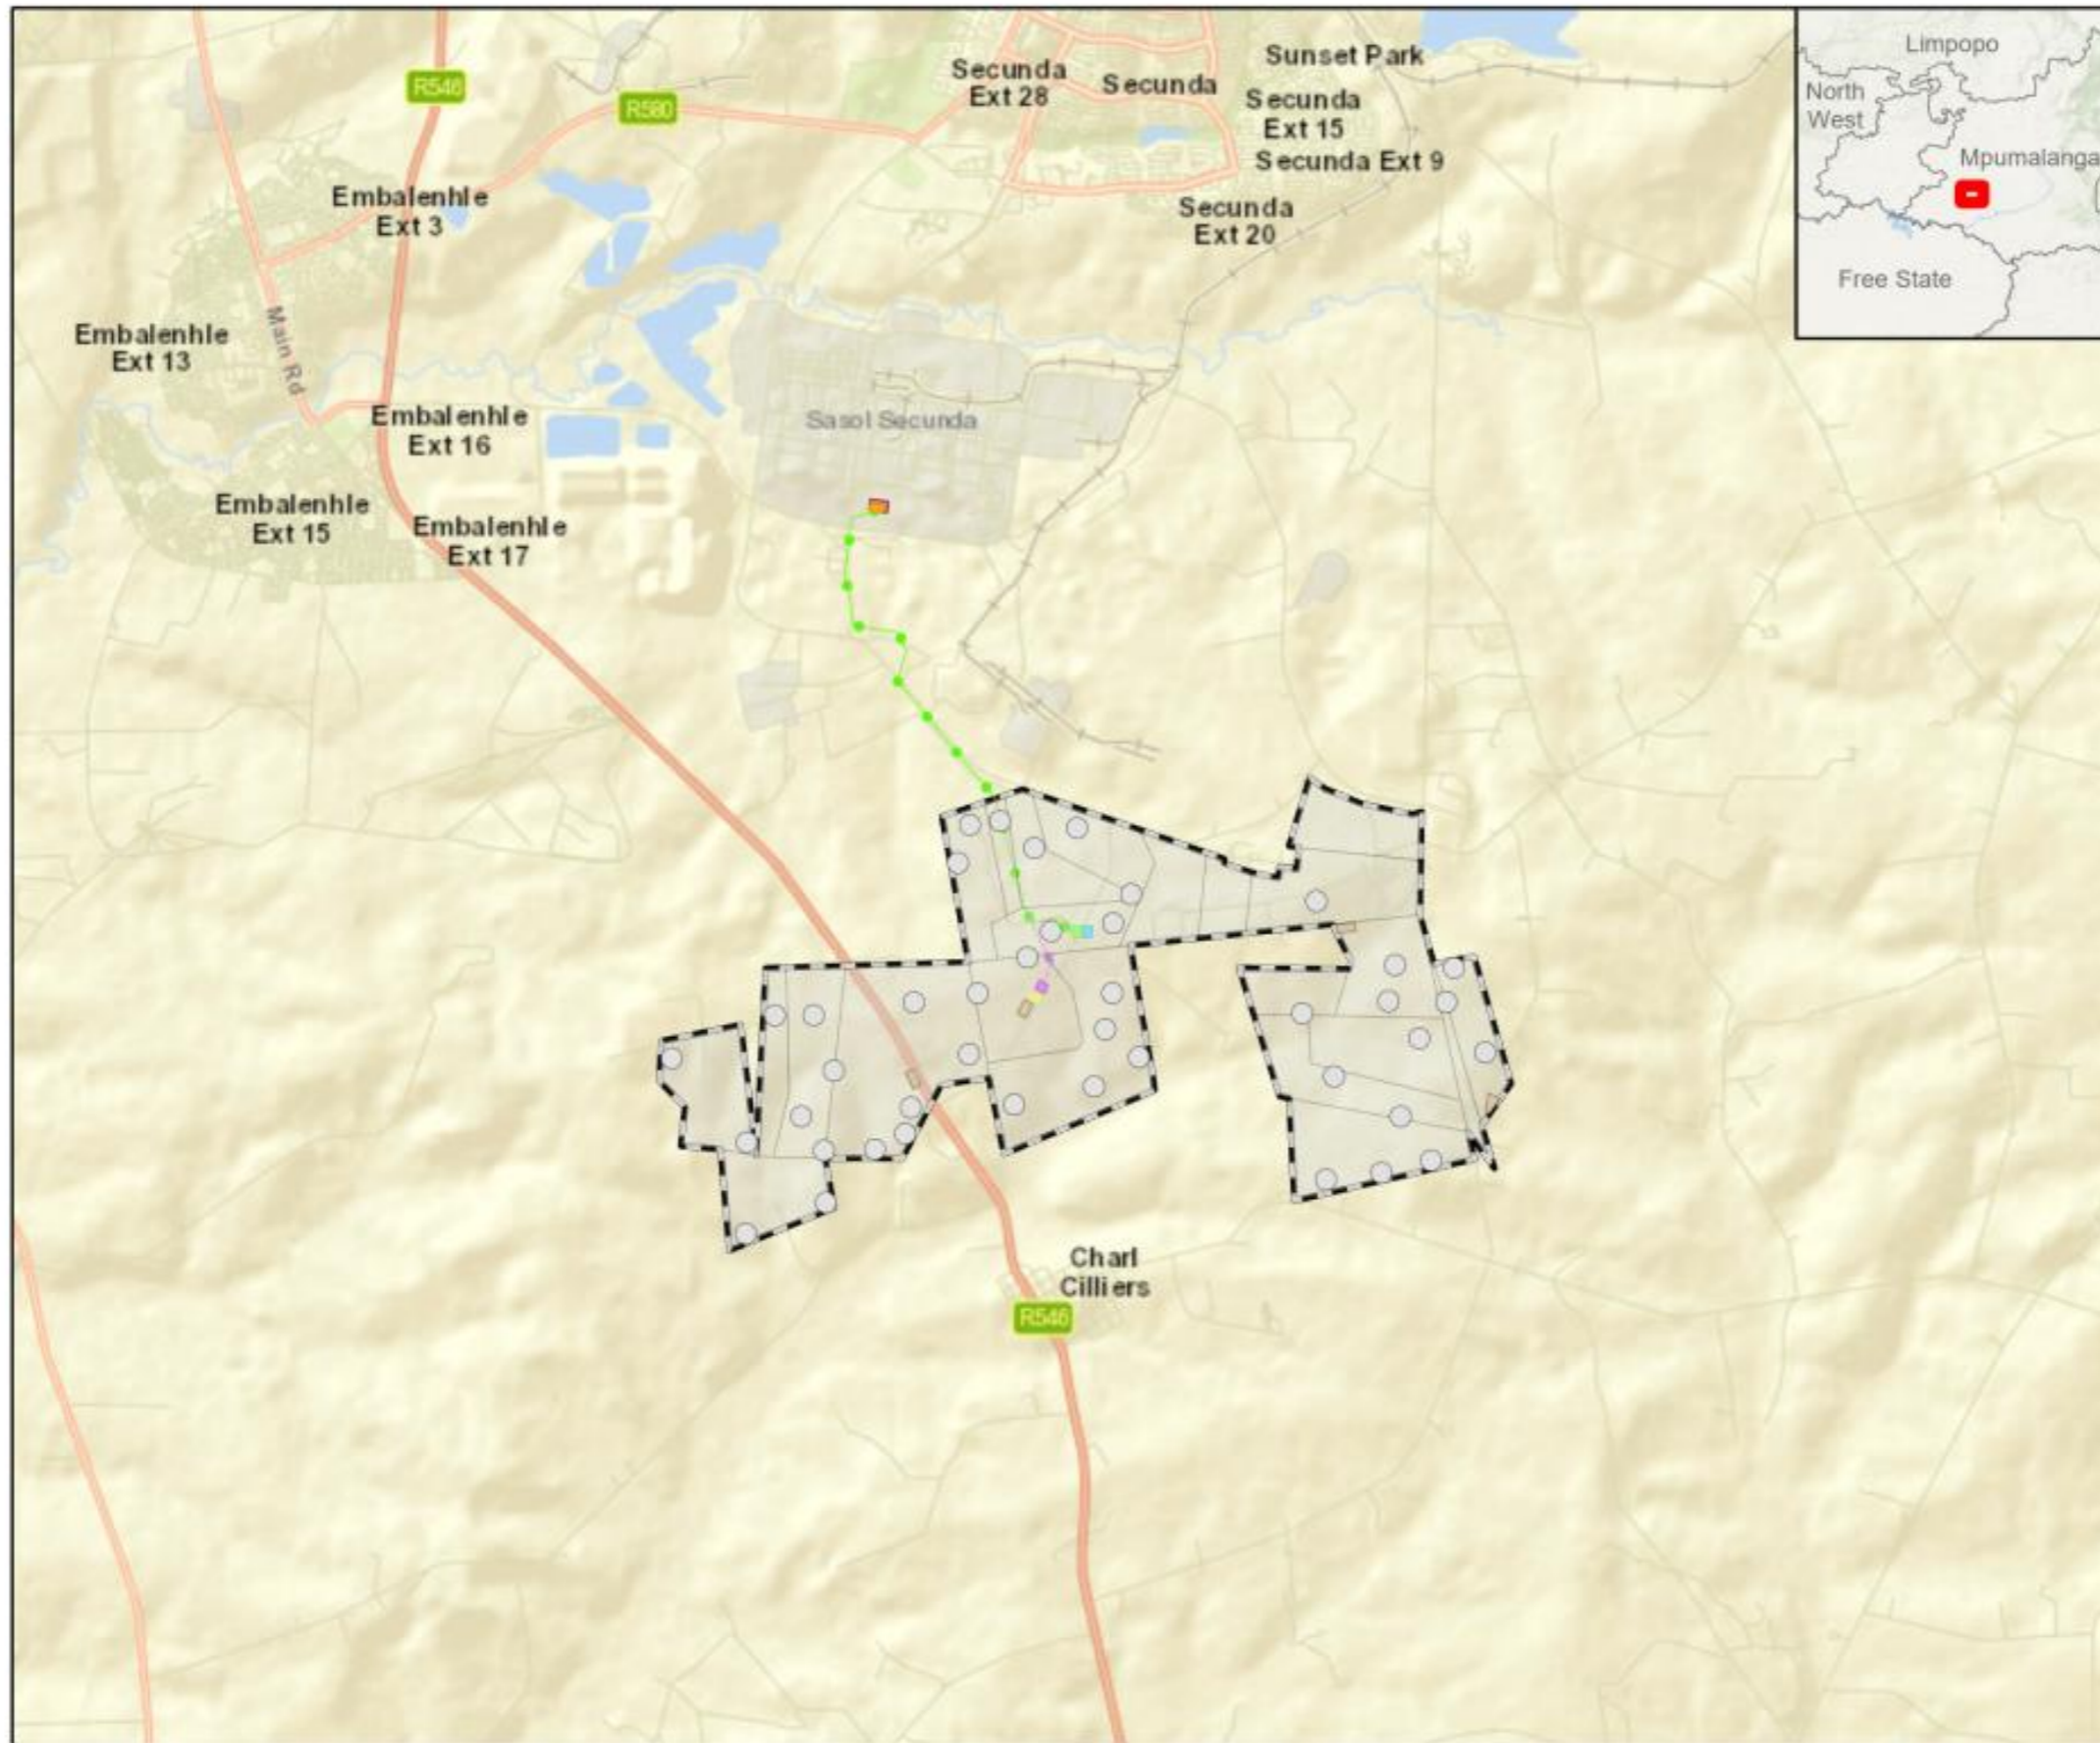 Limpopo
North
West
Mpumalanga
Free State
Sunset Park
R546
R580
Secunda
Ext 28
Secunda
Secunda
Ext 15
Secunda Ext 9
Embalenhle
Ext 3
Secunda
Ext 20
Main Rd
Embalenhle
Ext 13
Embalenhle
Ext 16
Sasol Secunda
Embalenhle
Ext 15
Embalenhle
Ext 17
Charl
Cilliers
R546